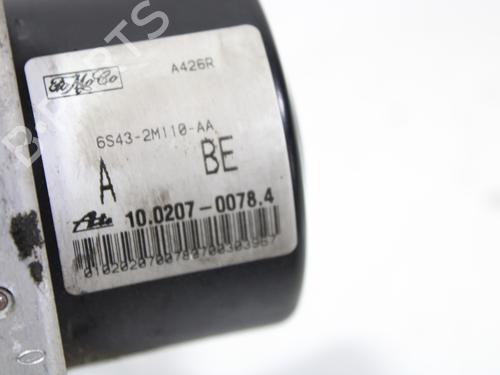 FoMoCo A426R
6S43-2M110-AA
A BE
Ate 10.0207-0078.4